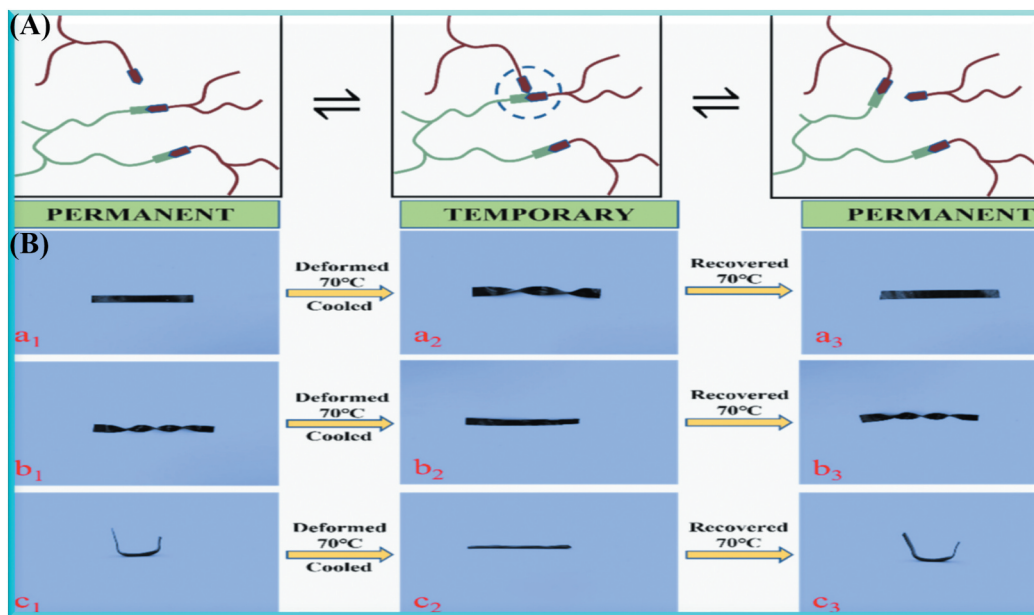 (A)
PERMANENT
TEMPORARY
PERMANENT
(B)
Deformed
70°C
Cooled
Recovered
70°C
a1
a2
a3
Deformed
70°C
Cooled
Recovered
70°C
b1
b2
b3
Deformed
70°C
Cooled
Recovered
70°C
c1
c2
c3